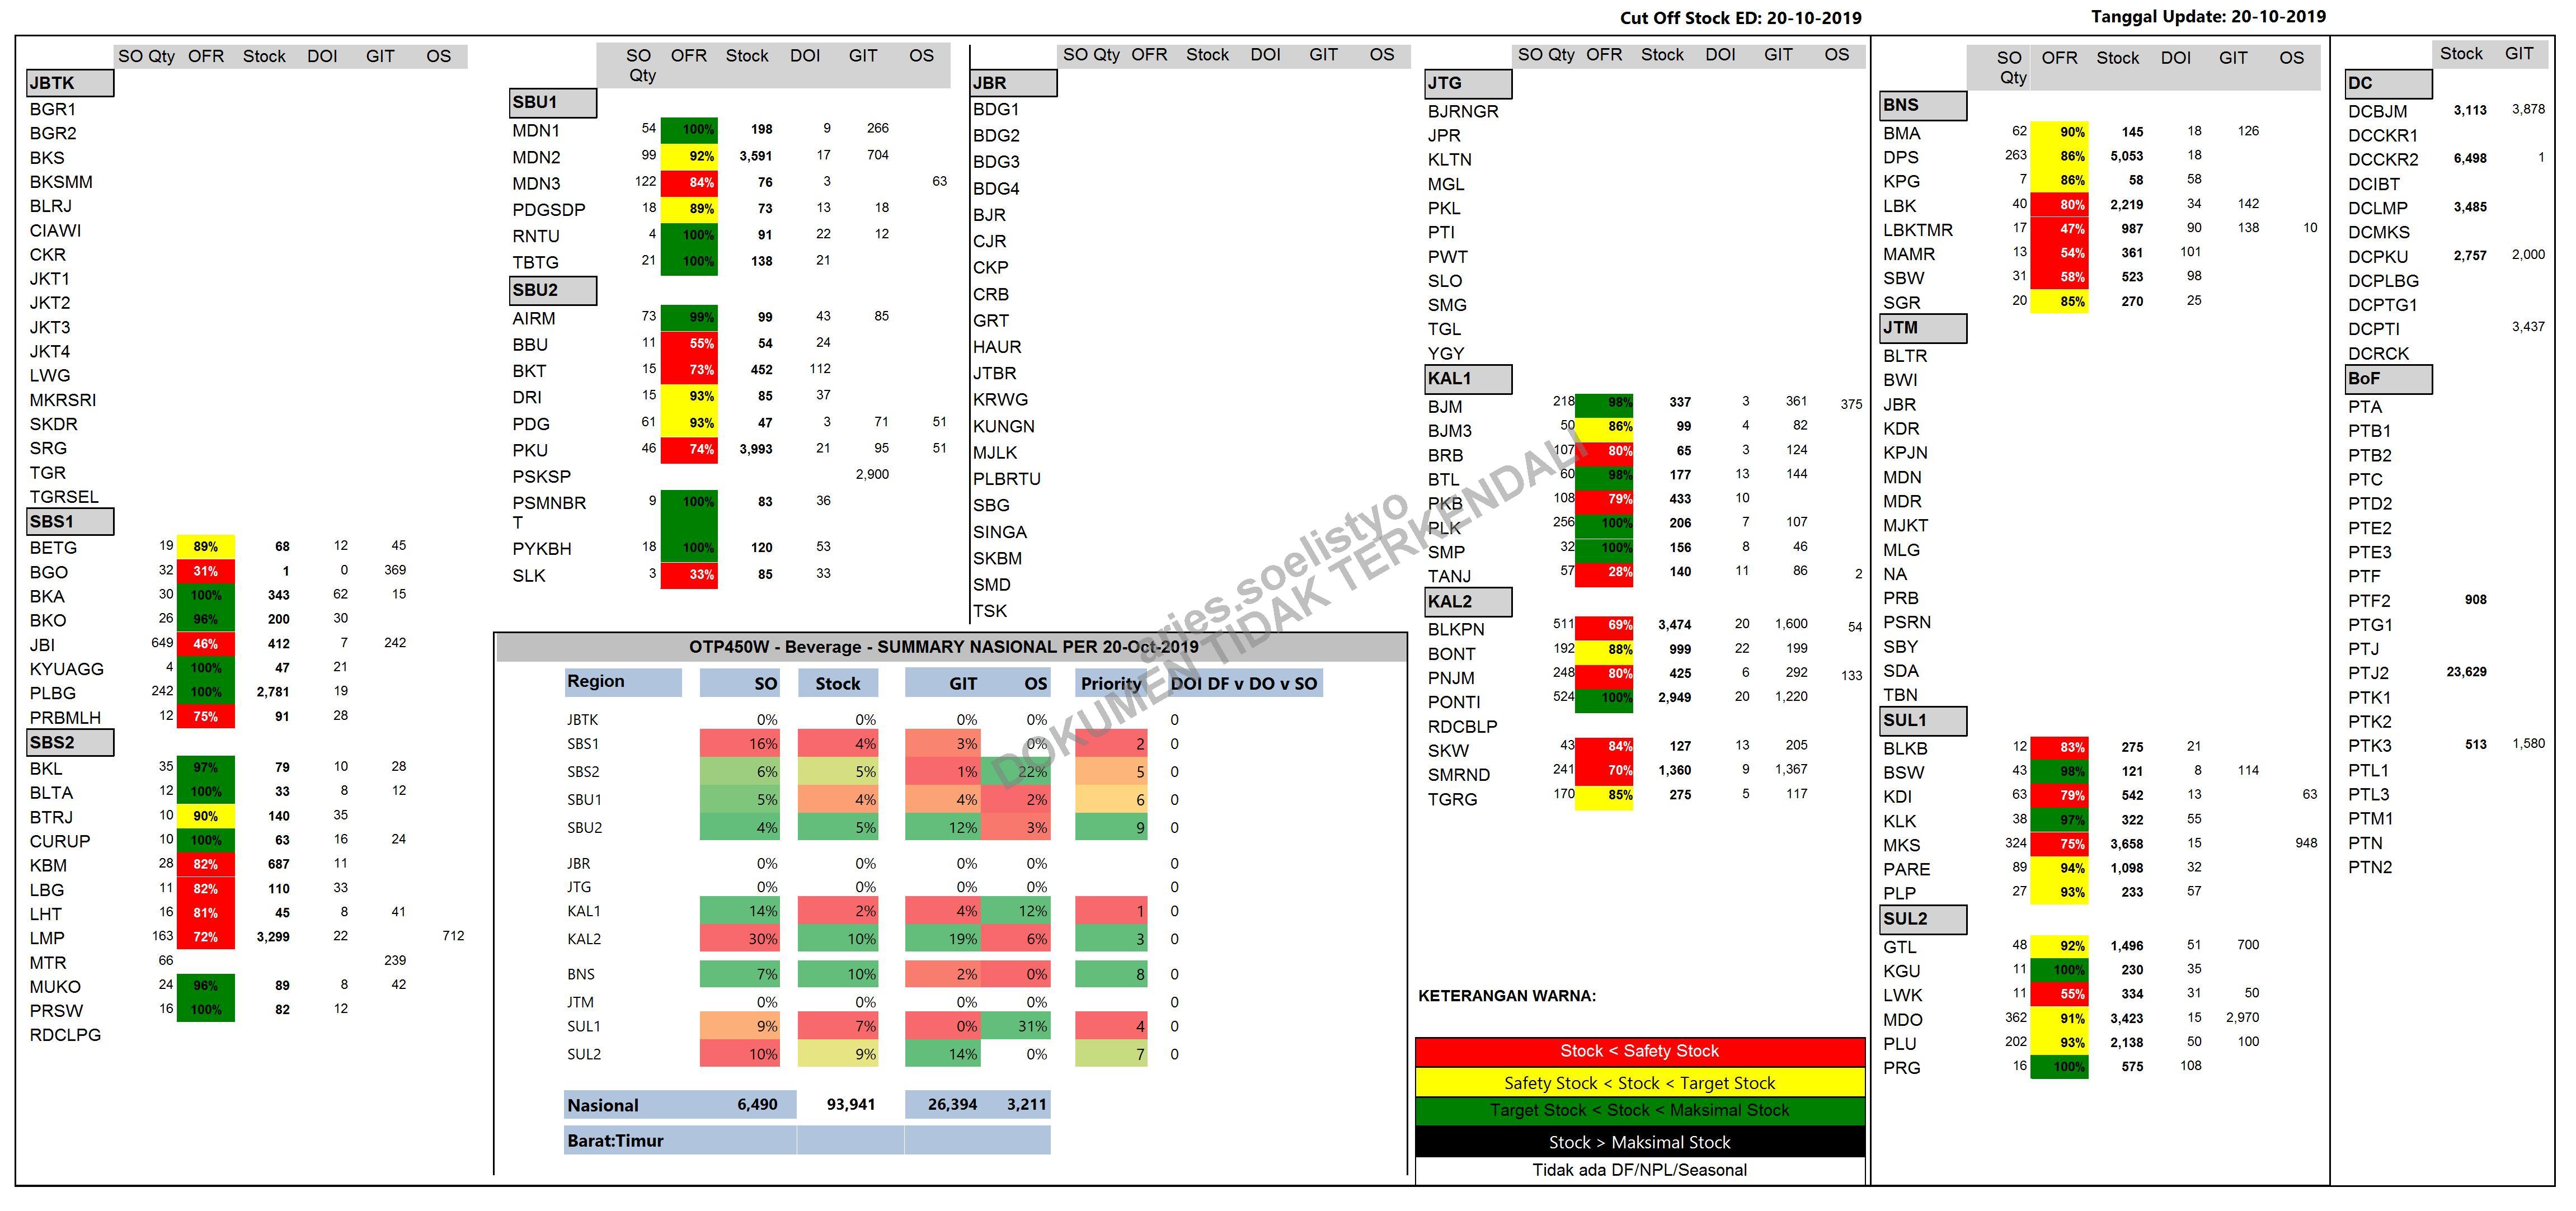 Cut Off Stock ED: 20-10-2019
Tanggal Update: 20-10-2019
SO Qty OFR Stock DOI GIT OS
JBTK
BGR1
BGR2
BKS
BKSMM
BLRJ
CIAWI
CKR
JKT1
JKT2
JKT3
JKT4
LWG
MKRSRI
SKDR
SRG
TGR
TGRSEL
SBS1
BETG 19 89% 68 12 45
BGO 32 31% 1 0 369
BKA 30 100% 343 62 15
BKO 26 96% 200 30
JBI 649 46% 412 7 242
KYUAGG 4 100% 47 21
PLBG 242 100% 2,781 19
PRBMLH 12 75% 91 28
SBS2
BKL 35 97% 79 10 28
BLTA 12 100% 33 8 12
BTRJ 10 90% 140 35
CURUP 10 100% 63 16 24
KBM 28 82% 687 11
LBG 11 82% 110 33
LHT 16 81% 45 8 41
LMP 163 72% 3,299 22 712
MTR 66 239
MUKO 24 96% 89 8 42
PRSW 16 100% 82 12
RDCLPG
SO Qty OFR Stock DOI GIT OS
SBU1
MDN1 54 100% 198 9 266
MDN2 99 92% 3,591 17 704
MDN3 122 84% 76 3 63
PDGSDP 18 89% 73 13 18
RNTU 4 100% 91 22 12
TBTG 21 100% 138 21
SBU2
AIRM 73 99% 99 43 85
BBU 11 55% 54 24
BKT 15 73% 452 112
DRI 15 93% 85 37
PDG 61 93% 47 3 71 51
PKU 46 74% 3,993 21 95 51
PSKSP 2,900
PSMNBR 9 100% 83 36
T
PYKBH 18 100% 120 53
SLK 3 33% 85 33
SO Qty OFR Stock DOI GIT OS
JBR
BDG1
BDG2
BDG3
BDG4
BJR
CJR
CKP
CRB
GRT
HAUR
JTBR
KRWG
KUNGN
MJLK
PLBRTU
SBG
SINGA
SKBM
SMD
TSK
OTP450W - Beverage - SUMMARY NASIONAL PER 20-Oct-2019
Region SO Stock GIT OS Priority DOI DF v DO v SO
JBTK 0% 0% 0% 0% 0
SBS1 16% 4% 3% 0% 2 0
SBS2 6% 5% 1% 22% 5 0
SBU1 5% 4% 4% 2% 6 0
SBU2 4% 5% 12% 3% 9 0
JBR 0% 0% 0% 0% 0
JTG 0% 0% 0% 0% 0
KAL1 14% 2% 4% 12% 1 0
KAL2 30% 10% 19% 6% 3 0
BNS 7% 10% 2% 0% 8 0
JTM 0% 0% 0% 0% 0
SUL1 9% 7% 0% 31% 4 0
SUL2 10% 9% 14% 0% 7 0
Nasional 6,490 93,941 26,394 3,211
Barat:Timur
aries.soelistyo
DOKUMEN TIDAK TERKENDALI
SO Qty OFR Stock DOI GIT OS
JTG
BJRNGR
JPR
KLTN
MGL
PKL
PTI
PWT
SLO
SMG
TGL
YGY
KAL1
BJM 218 98% 337 3 361 375
BJM3 50 86% 99 4 82
BRB 107 80% 65 3 124
BTL 60 98% 177 13 144
PKB 108 79% 433 10
PLK 256 100% 206 7 107
SMP 32 100% 156 8 46
TANJ 57 28% 140 11 86 2
KAL2
BLKPN 511 69% 3,474 20 1,600 54
BONT 192 88% 999 22 199
PNJM 248 80% 425 6 292 133
PONTI 524 100% 2,949 20 1,220
RDCBLP
SKW 43 84% 127 13 205
SMRND 241 70% 1,360 9 1,367
TGRG 170 85% 275 5 117
KETERANGAN WARNA:
Stock < Safety Stock
Safety Stock < Stock < Target Stock
Target Stock < Stock < Maksimal Stock
Stock > Maksimal Stock
Tidak ada DF/NPL/Seasonal
SO Qty OFR Stock DOI GIT OS
BNS
BMA 62 90% 145 18 126
DPS 263 86% 5,053 18
KPG 7 86% 58 58
LBK 40 80% 2,219 34 142
LBKTMR 17 47% 987 90 138 10
MAMR 13 54% 361 101
SBW 31 58% 523 98
SGR 20 85% 270 25
JTM
BLTR
BWI
JBR
KDR
KPJN
MDN
MDR
MJKT
MLG
NA
PRB
PSRN
SBY
SDA
TBN
SUL1
BLKB 12 83% 275 21
BSW 43 98% 121 8 114
KDI 63 79% 542 13 63
KLK 38 97% 322 55
MKS 324 75% 3,658 15 948
PARE 89 94% 1,098 32
PLP 27 93% 233 57
SUL2
GTL 48 92% 1,496 51 700
KGU 11 100% 230 35
LWK 11 55% 334 31 50
MDO 362 91% 3,423 15 2,970
PLU 202 93% 2,138 50 100
PRG 16 100% 575 108
Stock GIT
DC
DCBJM 3,113 3,878
DCCKR1
DCCKR2 6,498 1
DCIBT
DCLMP 3,485
DCMKS
DCPKU 2,757 2,000
DCPLBG
DCPTG1
DCPTI 3,437
DCRCK
BoF
PTA
PTB1
PTB2
PTC
PTD2
PTE2
PTE3
PTF
PTF2 908
PTG1
PTJ
PTJ2 23,629
PTK1
PTK2
PTK3 513 1,580
PTL1
PTL3
PTM1
PTN
PTN2